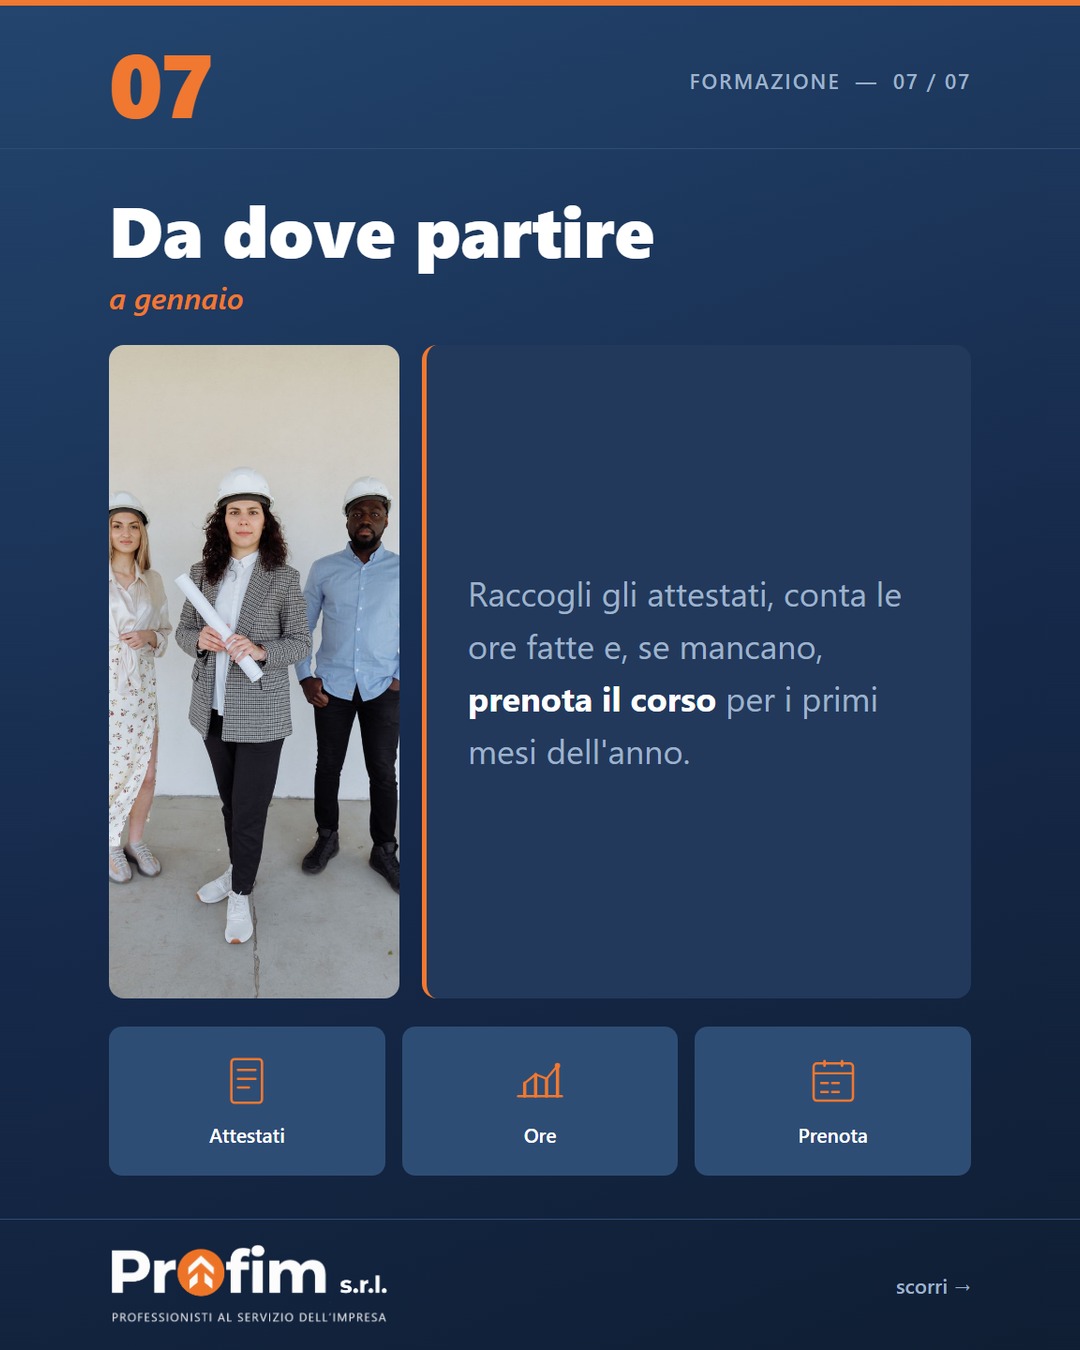 07
FORMAZIONE — 07 / 07
Da dove partire
a gennaio
Raccogli gli attestati, conta le
ore fatte e, se mancano,
prenota il corso per i primi
mesi dell'anno.
Attestati
Ore
Prenota
Profim s.r.l.
PROFESSIONISTI AL SERVIZIO DELL'IMPRESA
scorri →